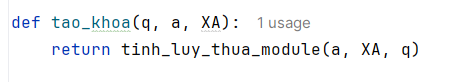 def tao_khoa(q, a, XA): 1 usage
    return tinh_luy_thua_module(a, XA, q)